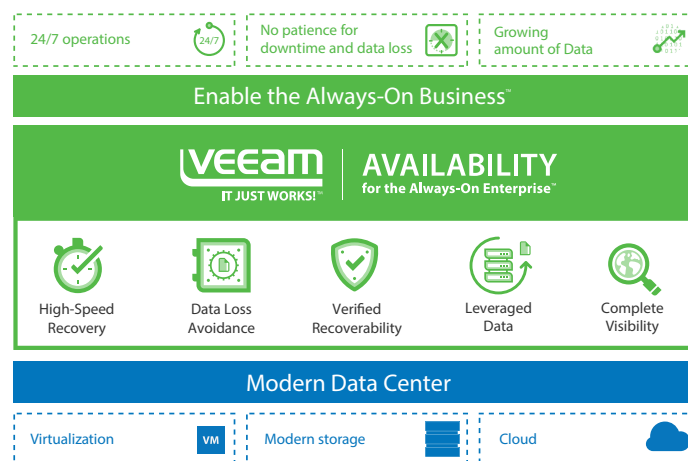 24/7 operations
24/7
No patience for
downtime and data loss
Growing
amount of Data
Enable the Always-On Business™
veeam
IT JUST WORKS!™
AVAILABILITY
for the Always-On Enterprise™
High-Speed
Recovery
Data Loss
Avoidance
Verified
Recoverability
Leveraged
Data
Complete
Visibility
Modern Data Center
Virtualization
VM
Modern storage
Cloud